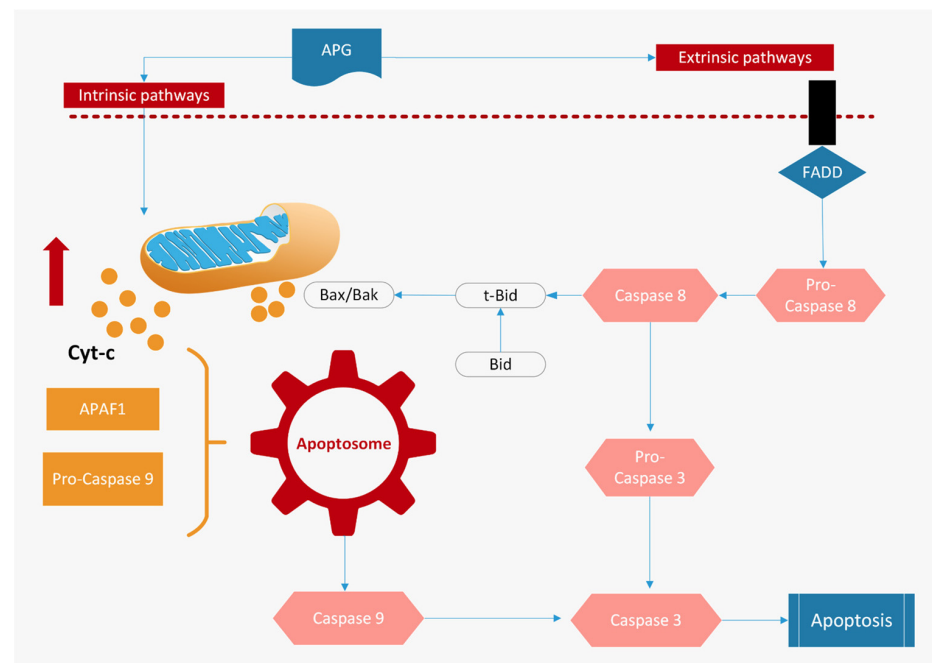 APG
Extrinsic pathways
Intrinsic pathways
FADD
Bax/Bak
t-Bid
Caspase 8
Pro-
Caspase 8
Cyt-c
Bid
APAF1
Apoptosome
Pro-Caspase 9
Pro-
Caspase 3
Caspase 9
Caspase 3
Apoptosis